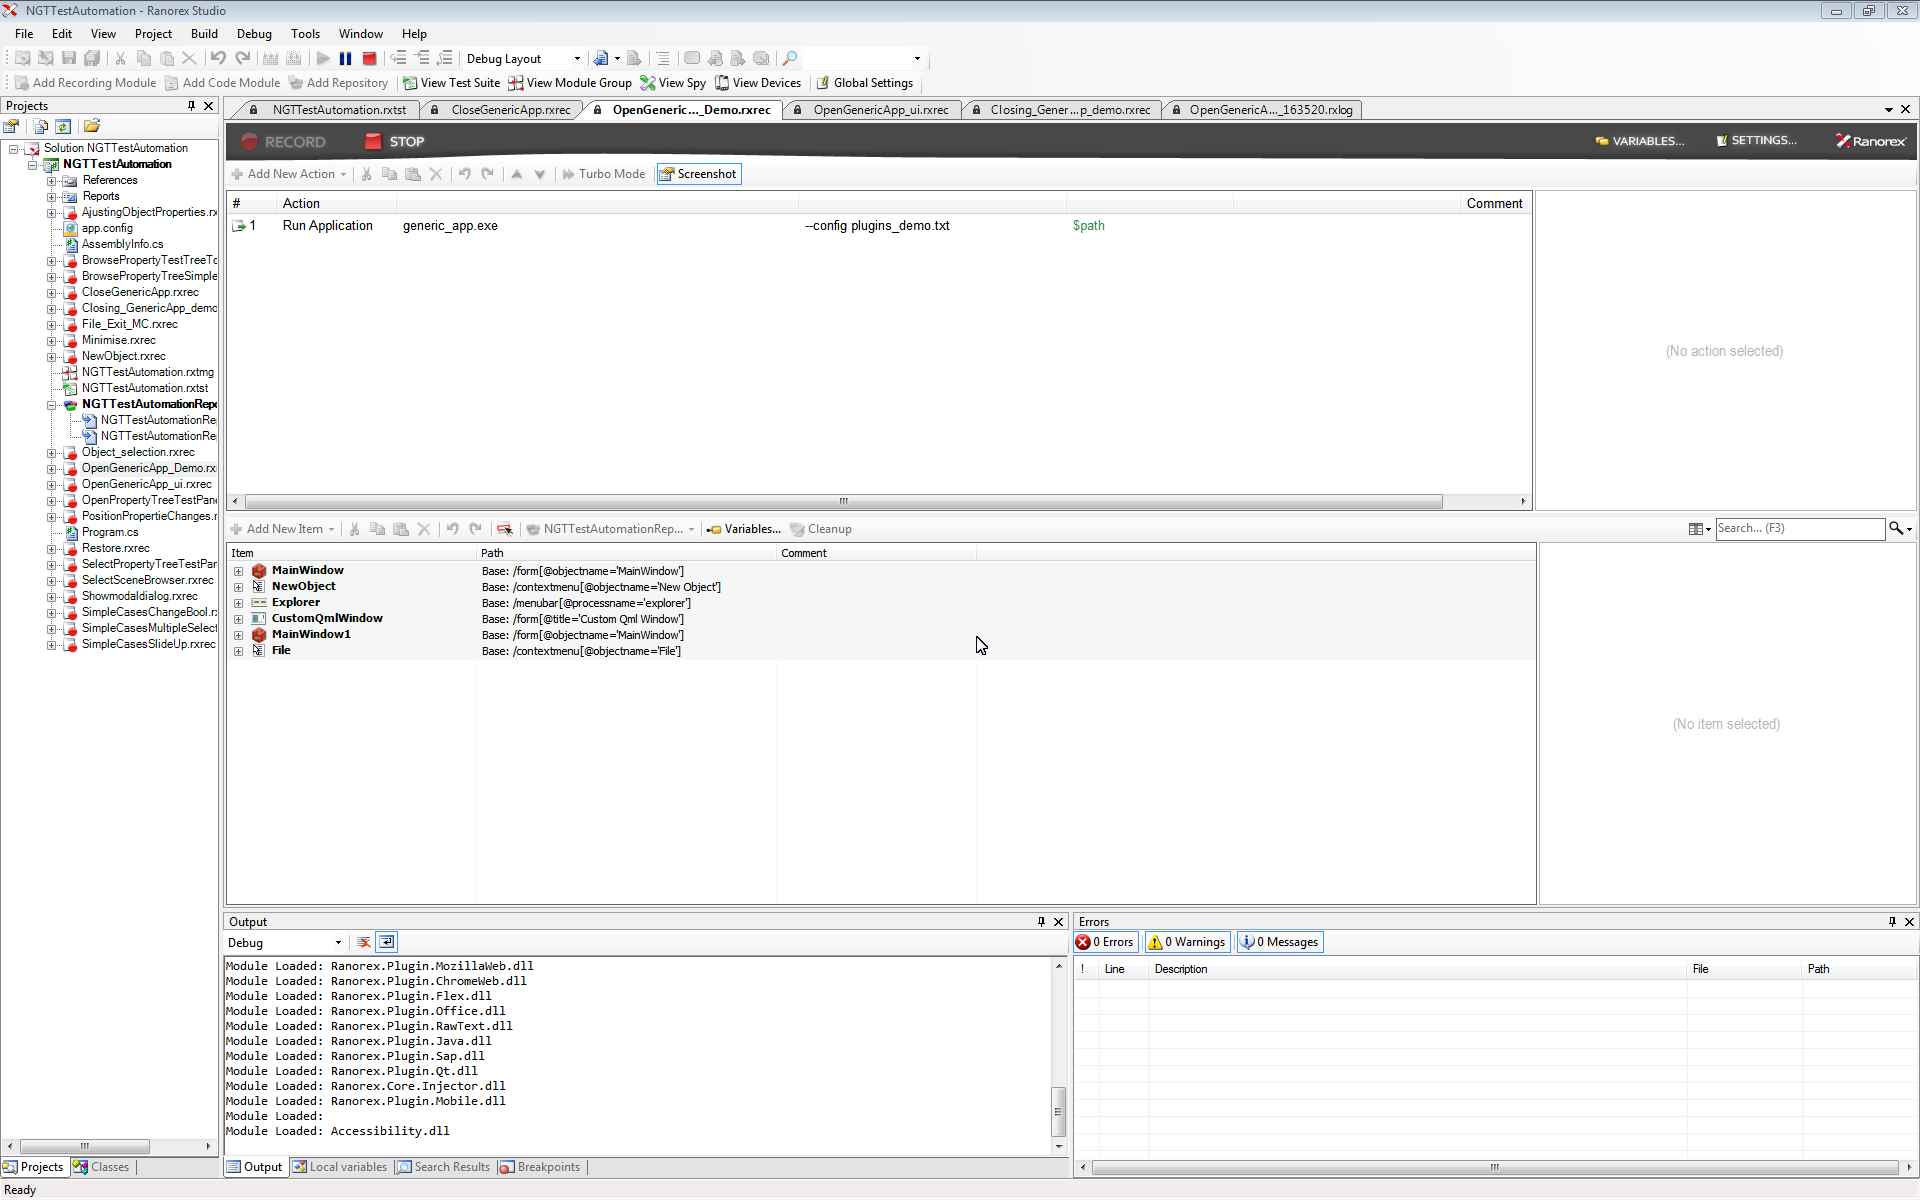 NGTTestAutomation - Ranorex Studio
File Edit View Project Build Debug Tools Window Help
Debug Layout
Add Recording Module Add Code Module Add Repository View Test Suite View Module Group View Spy View Devices Global Settings
Projects
NGTTestAutomation.rxtst CloseGenericApp.rxrec OpenGeneric..._Demo.rxrec OpenGenericApp_ui.rxrec Closing_Gener...p_demo.rxrec OpenGenericA..._163520.rxlog
RECORD STOP VARIABLES... SETTINGS... Ranorex
Add New Action Turbo Mode Screenshot
# Action Comment
1 Run Application generic_app.exe --config plugins_demo.txt $path
(No action selected)
Solution NGTTestAutomation
NGTTestAutomation
References
Reports
AjustingObjectProperties.rx
app.config
AssemblyInfo.cs
BrowsePropertyTestTreeTo
BrowsePropertyTreeSimple
CloseGenericApp.rxrec
Closing_GenericApp_demo
File_Exit_MC.rxrec
Minimise.rxrec
NewObject.rxrec
NGTTestAutomation.rxtmg
NGTTestAutomation.rxtst
NGTTestAutomationRepo
NGTTestAutomationRe
NGTTestAutomationRe
Object_selection.rxrec
OpenGenericApp_Demo.rx
OpenGenericApp_ui.rxrec
OpenPropertyTreeTestPan
PositionPropertieChanges.r
Program.cs
Restore.rxrec
SelectPropertyTreeTestPar
SelectSceneBrowser.rxrec
Showmodaldialog.rxrec
SimpleCasesChangeBool.rx
SimpleCasesMultipleSelect
SimpleCasesSlideUp.rxrec
Projects Classes
Add New Item NGTTestAutomationRep... Variables... Cleanup Search... (F3)
Item Path Comment
MainWindow Base: /form[@objectname='MainWindow']
NewObject Base: /contextmenu[@objectname='New Object']
Explorer Base: /menubar[@processname='explorer']
CustomQmlWindow Base: /form[@title='Custom Qml Window']
MainWindow1 Base: /form[@objectname='MainWindow']
File Base: /contextmenu[@objectname='File']
(No item selected)
Output
Debug
Module Loaded: Ranorex.Plugin.MozillaWeb.dll
Module Loaded: Ranorex.Plugin.ChromeWeb.dll
Module Loaded: Ranorex.Plugin.Flex.dll
Module Loaded: Ranorex.Plugin.Office.dll
Module Loaded: Ranorex.Plugin.RawText.dll
Module Loaded: Ranorex.Plugin.Java.dll
Module Loaded: Ranorex.Plugin.Sap.dll
Module Loaded: Ranorex.Plugin.Qt.dll
Module Loaded: Ranorex.Core.Injector.dll
Module Loaded: Ranorex.Plugin.Mobile.dll
Module Loaded:
Module Loaded: Accessibility.dll
Output Local variables Search Results Breakpoints
Errors
0 Errors 0 Warnings 0 Messages
! Line Description File Path
Ready